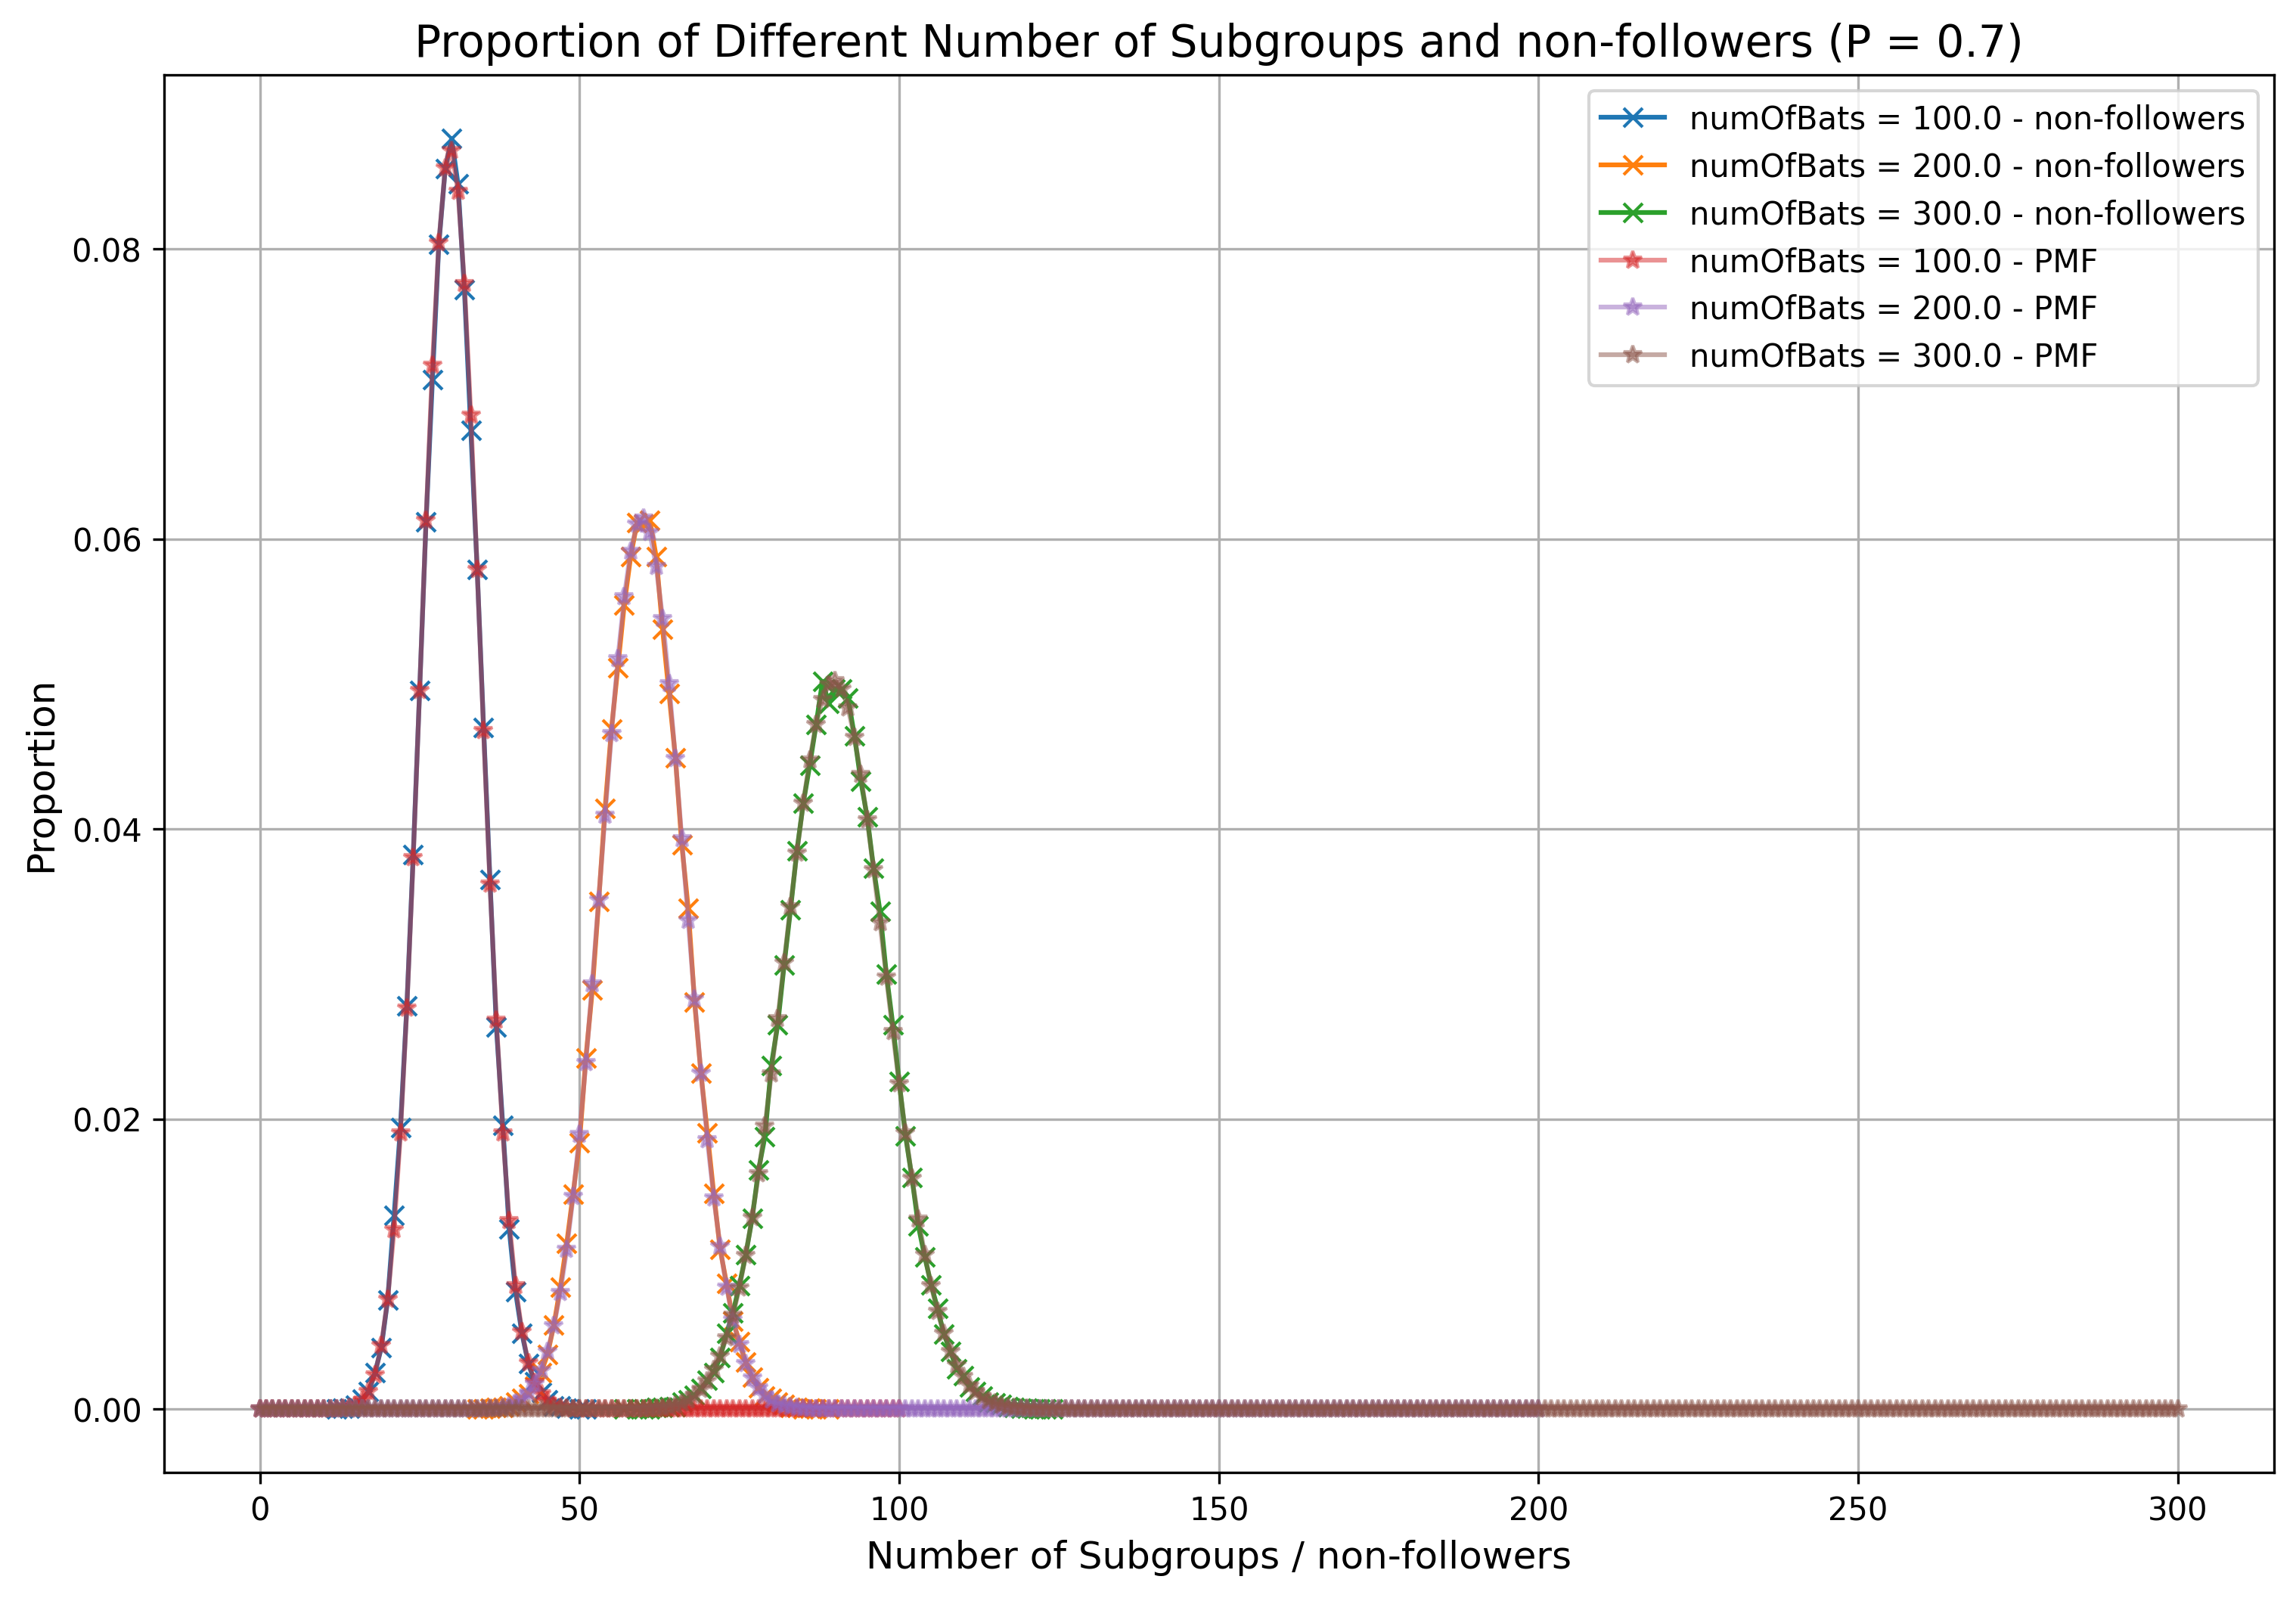 Proportion of Different Number of Subgroups and non-followers (P = 0.7)
numOfBats = 100.0 - non-followers
numOfBats = 200.0 - non-followers
numOfBats = 300.0 - non-followers
numOfBats = 100.0 - PMF
numOfBats = 200.0 - PMF
numOfBats = 300.0 - PMF
Proportion
0.08
0.06
0.04
0.02
0.00
0 50 100 150 200 250 300
Number of Subgroups / non-followers